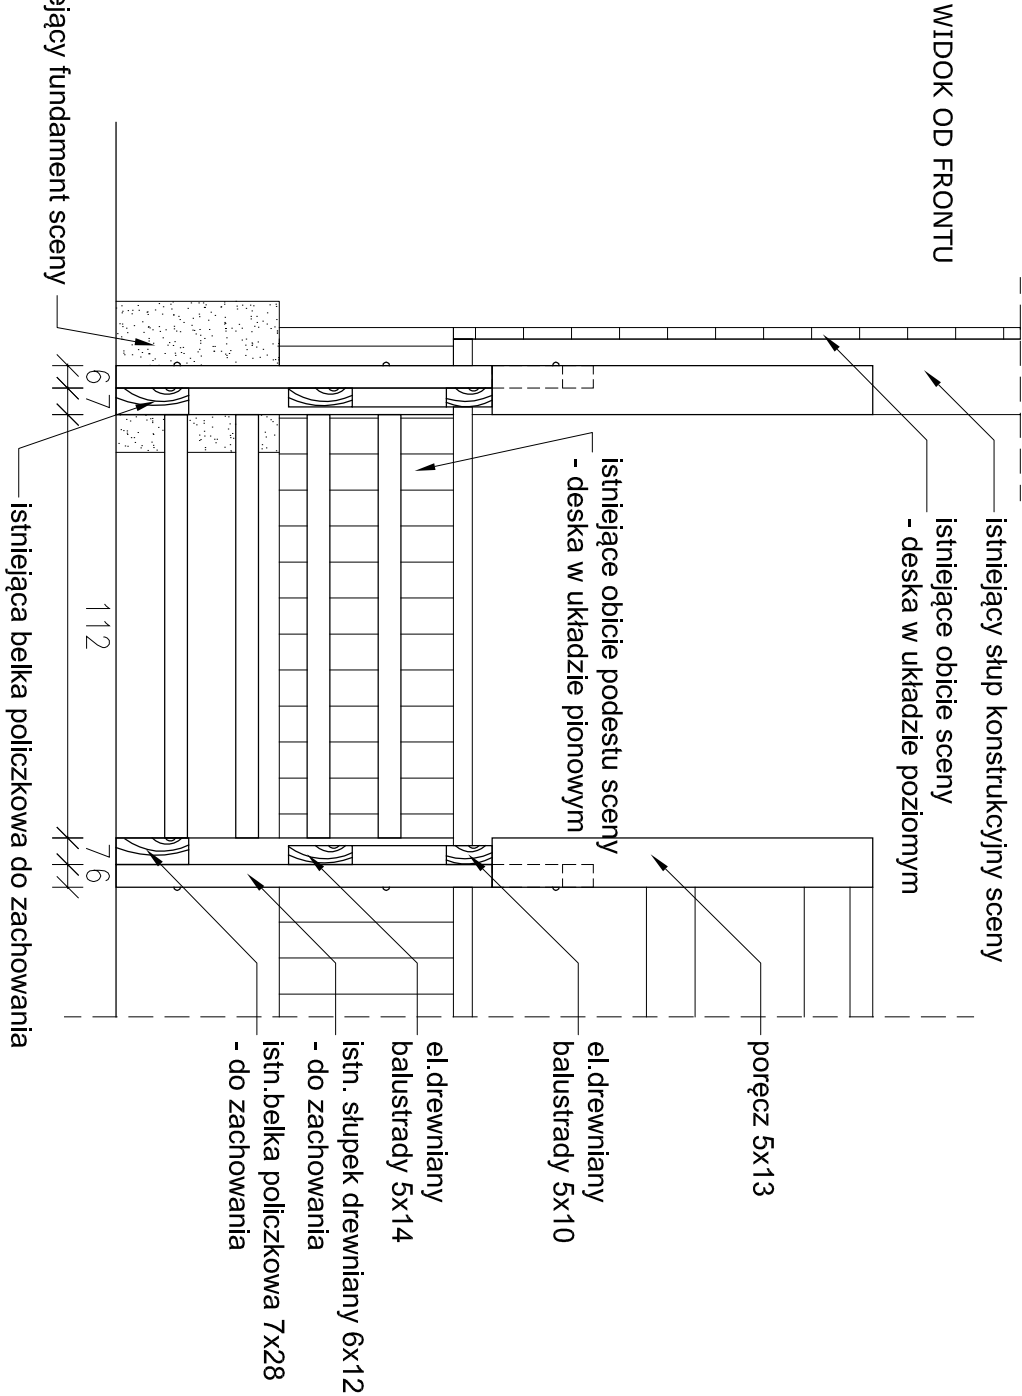 WIDOK OD FRONTU
istniejący słup konstrukcyjny sceny
istniejące obicie sceny
- deska w układzie poziomym
istniejące obicie podestu sceny
- deska w układzie pionowym
poręcz 5x13
el.drewniany
balustrady 5x10
el.drewniany
balustrady 5x14
istn. słupek drewniany 6x12
- do zachowania
istn.belka policzkowa 7x28
- do zachowania
ejący fundament sceny
6 7 112 7 6
istniejąca belka policzkowa do zachowania